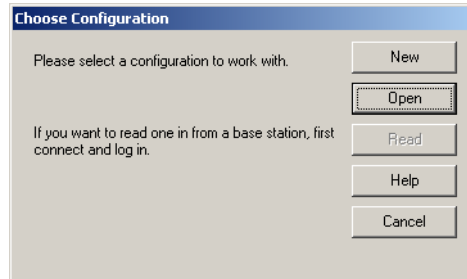 Choose Configuration
Please select a configuration to work with.
New
Open
If you want to read one in from a base station, first
connect and log in.
Read
Help
Cancel